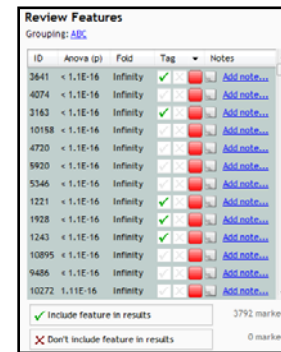 Review Features
Grouping: ABC
ID Anova (p) Fold Tag Notes
3641 < 1.1E-16 Infinity Add note...
4074 < 1.1E-16 Infinity Add note...
3163 < 1.1E-16 Infinity Add note...
10158 < 1.1E-16 Infinity Add note...
4720 < 1.1E-16 Infinity Add note...
5920 < 1.1E-16 Infinity Add note...
5346 < 1.1E-16 Infinity Add note...
1221 < 1.1E-16 Infinity Add note...
1928 < 1.1E-16 Infinity Add note...
1243 < 1.1E-16 Infinity Add note...
10895 < 1.1E-16 Infinity Add note...
9486 < 1.1E-16 Infinity Add note...
10272 1.11E-16 Infinity Add note...
Include feature in results 3792 marke
Don't include feature in results 0 marke